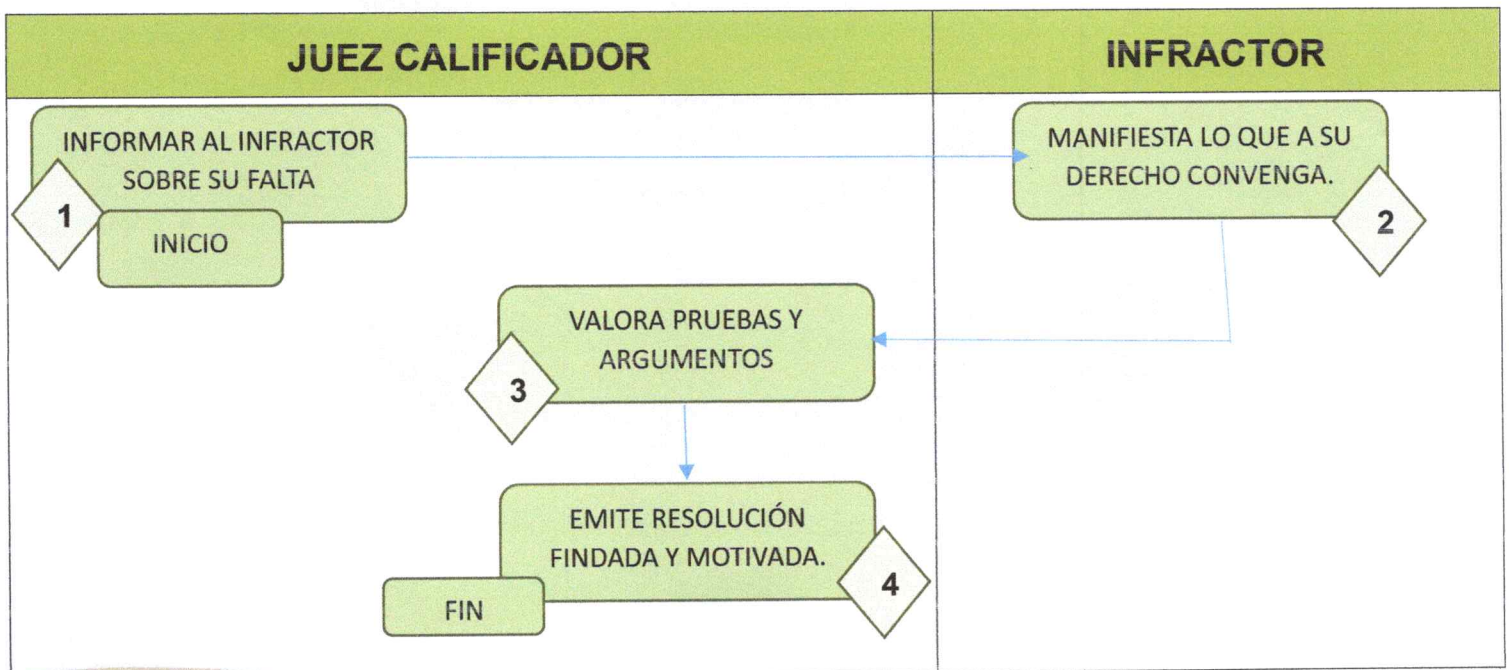 JUEZ CALIFICADOR
INFRACTOR
INFORMAR AL INFRACTOR
SOBRE SU FALTA
1
INICIO
MANIFIESTA LO QUE A SU
DERECHO CONVENGA.
2
VALORA PRUEBAS Y
ARGUMENTOS
3
EMITE RESOLUCIÓN
FINDADA Y MOTIVADA.
4
FIN